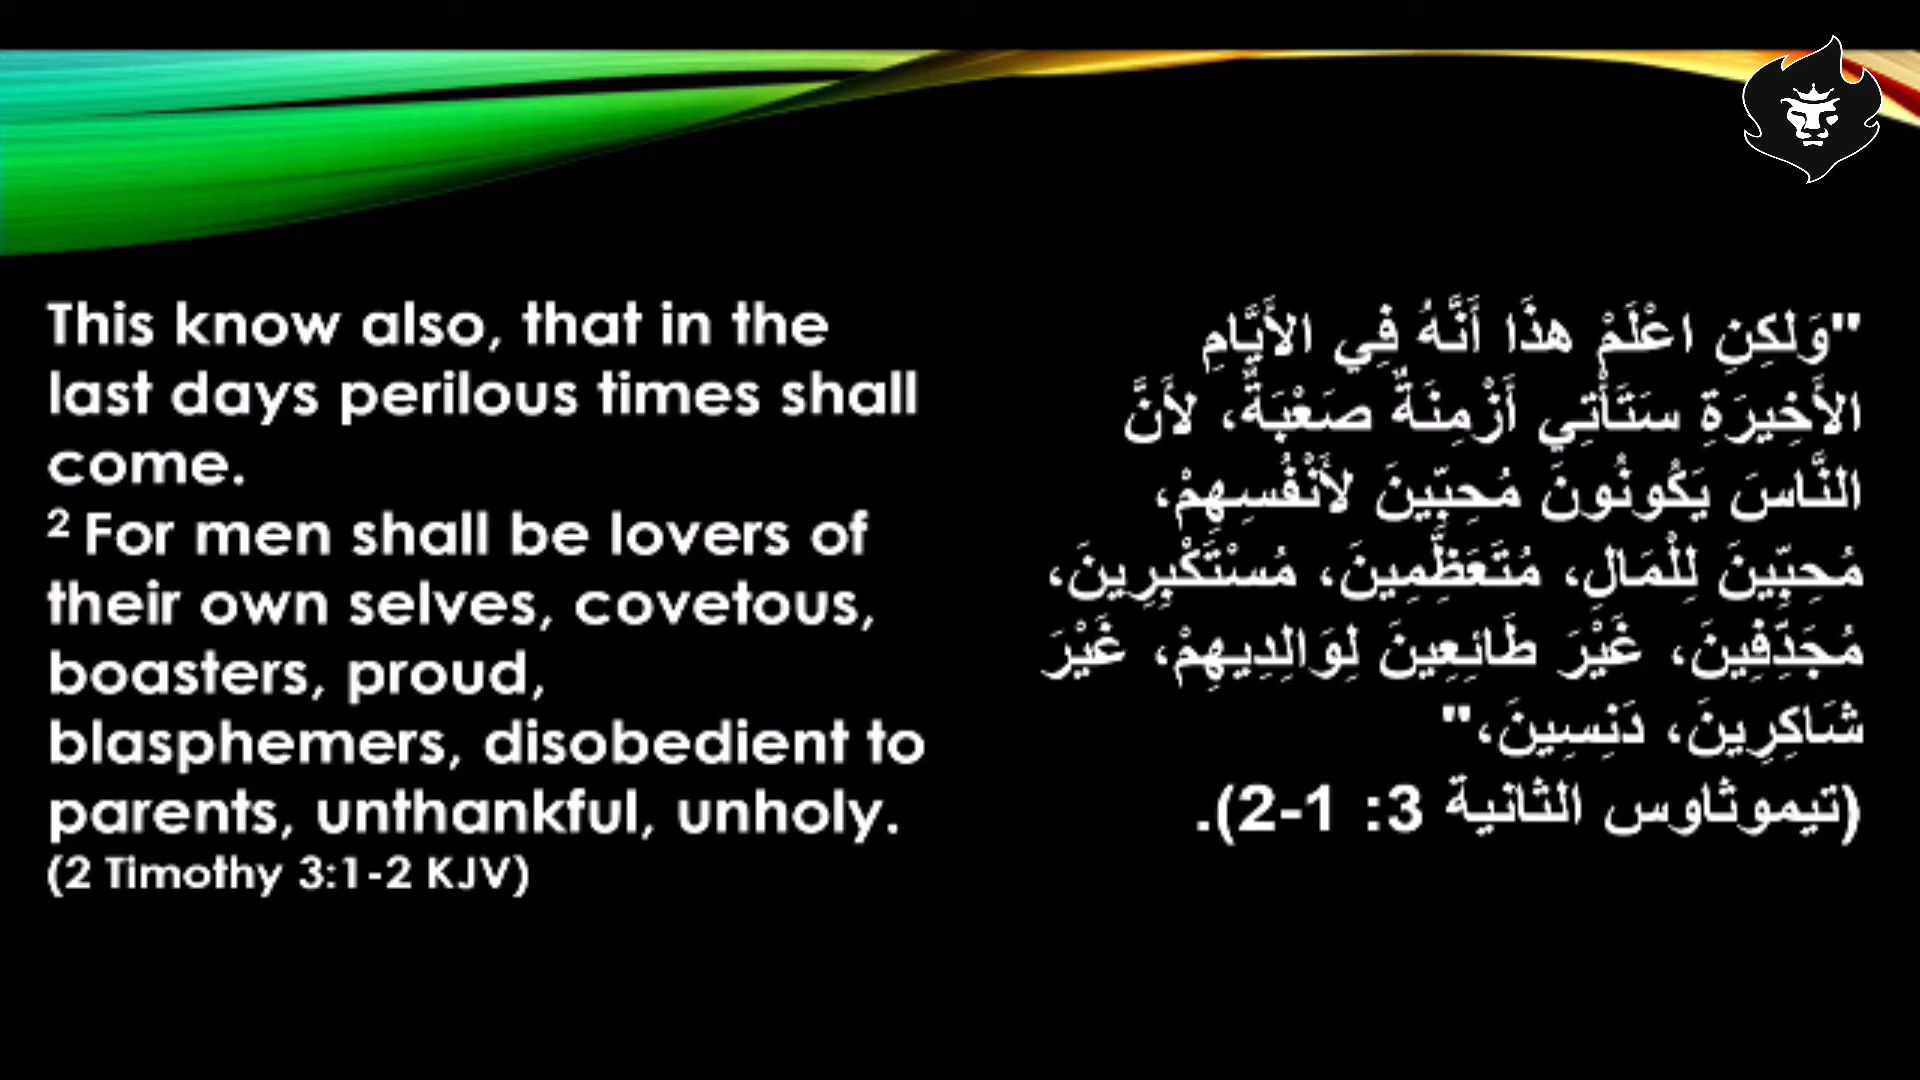 This know also, that in the
last days perilous times shall
come.
2 For men shall be lovers of
their own selves, covetous,
boasters, proud,
blasphemers, disobedient to
parents, unthankful, unholy.
(2 Timothy 3:1-2 KJV)
"وَلكِنِ اعْلَمْ هذَا أَنَّهُ فِي الأَيَّامِ
الأَخِيرَةِ سَتَأْتِي أَزْمِنَةٌ صَعْبَةٌ، لأَنَّ
النَّاسَ يَكُونُونَ مُحِبِّينَ لأَنْفُسِهِمْ،
مُحِبِّينَ لِلْمَالِ، مُتَعَظِّمِينَ، مُسْتَكْبِرِينَ،
مُجَدِّفِينَ، غَيْرَ طَائِعِينَ لِوَالِدِيهِمْ، غَيْرَ
شَاكِرِينَ، دَنِسِينَ،"
(تيموثاوس الثانية 3: 1-2).